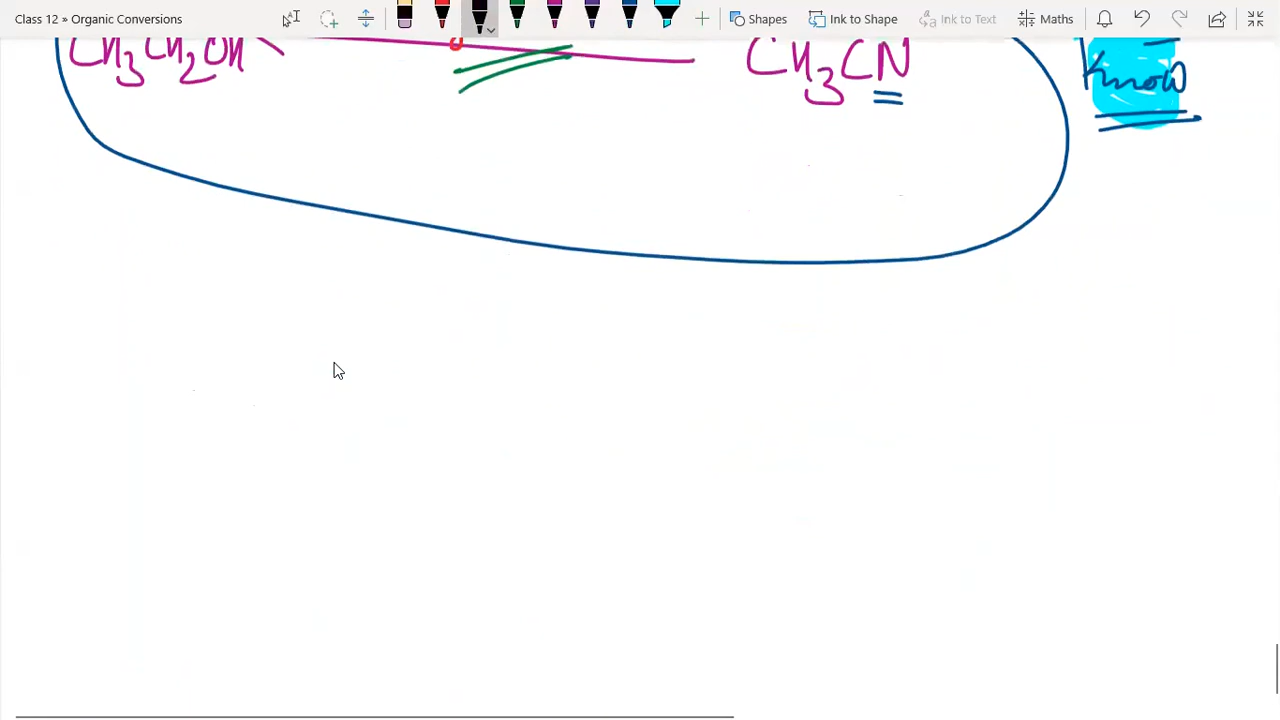 Class 12 » Organic Conversions
Shapes
Ink to Shape
Ink to Text
Maths
CH3CH2OH
CH3CN
Know